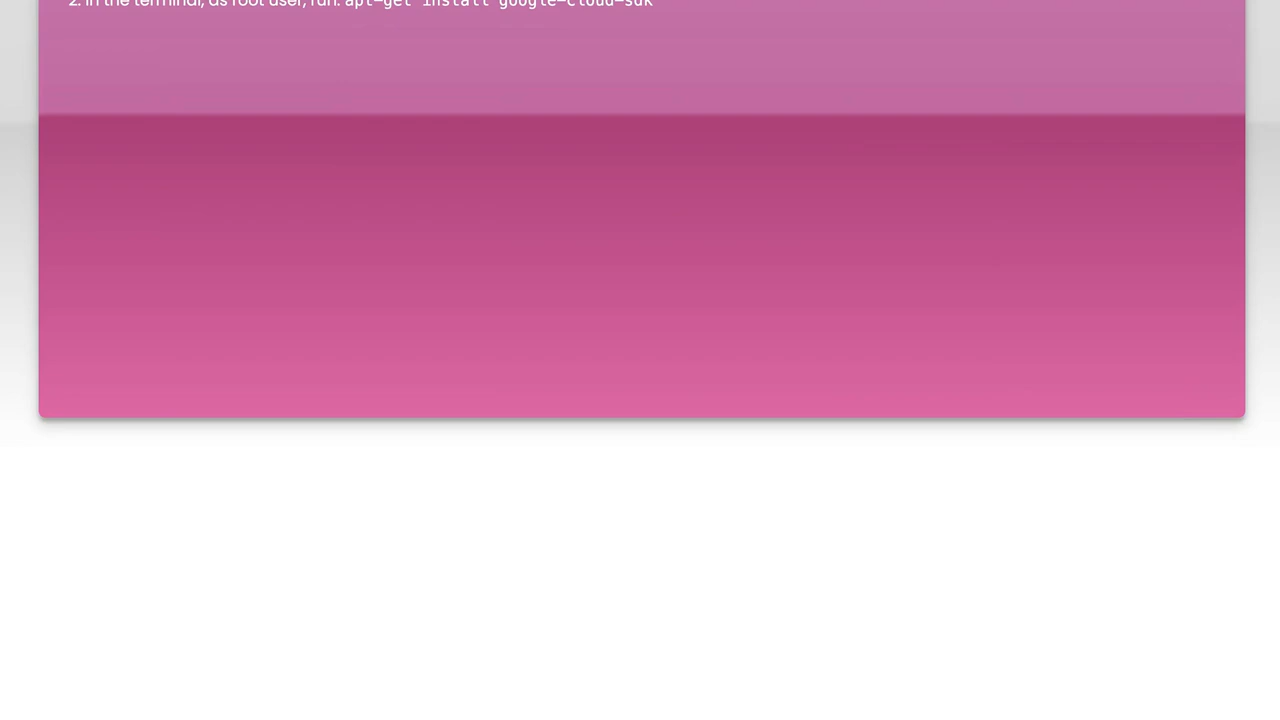 2. In the terminal, as root user, run: apt-get install google-cloud-sdk